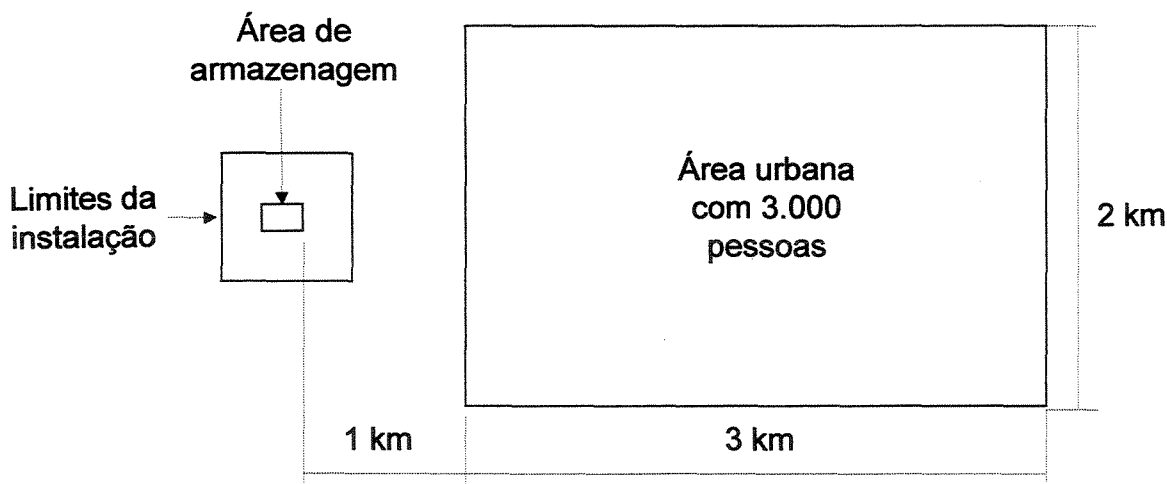 Área de
armazenagem
Limites da
instalação
Área urbana
com 3.000
pessoas
2 km
1 km
3 km